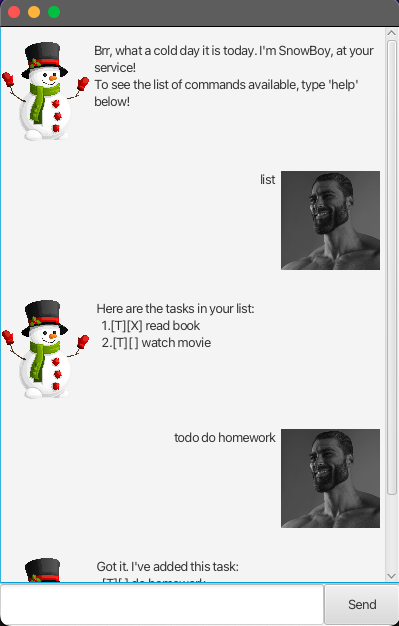 Brr, what a cold day it is today. I'm SnowBoy, at your
service!
To see the list of commands available, type 'help'
below!
list
Here are the tasks in your list:
1.[T][X] read book
2.[T][ ] watch movie
todo do homework
Got it. I've added this task:
[T][ ] do homework
Send